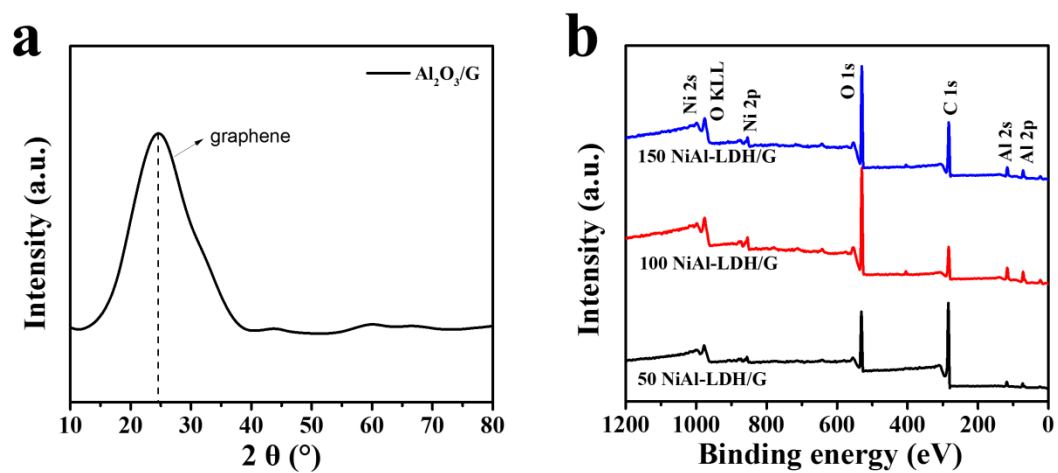 a
Al₂O₃/G
graphene
Intensity (a.u.)
10 20 30 40 50 60 70 80
2 θ (°)
b
Ni 2s
O KLL
Ni 2p
O 1s
C 1s
Al 2s
Al 2p
150 NiAl-LDH/G
100 NiAl-LDH/G
50 NiAl-LDH/G
Intensity (a.u.)
1200 1000 800 600 400 200 0
Binding energy (eV)